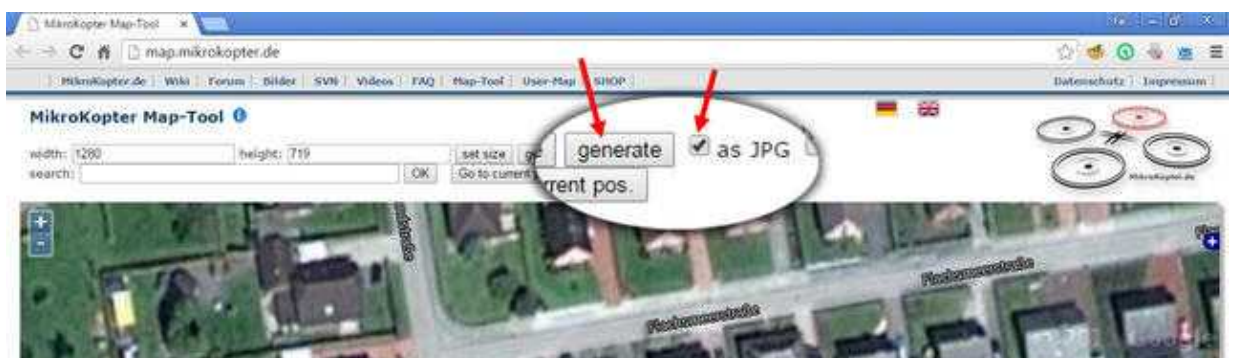 MikroKopter Map-Tool
map.mikrokopter.de
MikroKopter.de | Wiki | Forum | Bilder | SVN | Videos | FAQ | Map-Tool | User-Map | SHOP |
Datenschutz | Impressum |
MikroKopter Map-Tool
width: 1280 height: 719 set size
generate as JPG
search: OK Go to current
rrent pos.
MikroKopter.de
Flachsmeerstraße
Flachsmeerstraße